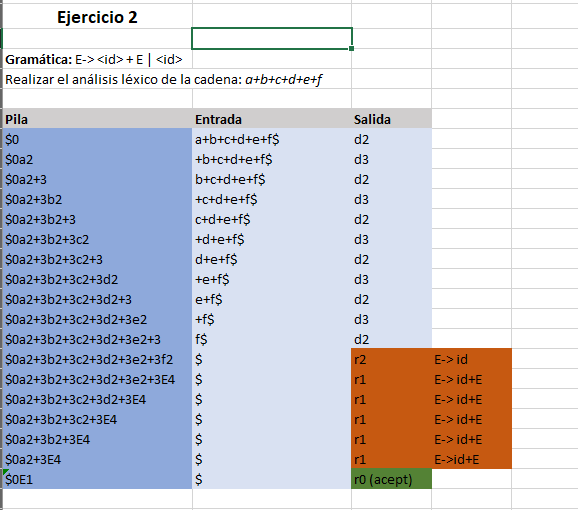 Ejercicio 2
Gramática: E-> <id> + E | <id>
Realizar el análisis léxico de la cadena: a+b+c+d+e+f
Pila Entrada Salida
$0 a+b+c+d+e+f$ d2
$0a2 +b+c+d+e+f$ d3
$0a2+3 b+c+d+e+f$ d2
$0a2+3b2 +c+d+e+f$ d3
$0a2+3b2+3 c+d+e+f$ d2
$0a2+3b2+3c2 +d+e+f$ d3
$0a2+3b2+3c2+3 d+e+f$ d2
$0a2+3b2+3c2+3d2 +e+f$ d3
$0a2+3b2+3c2+3d2+3 e+f$ d2
$0a2+3b2+3c2+3d2+3e2 +f$ d3
$0a2+3b2+3c2+3d2+3e2+3 f$ d2
$0a2+3b2+3c2+3d2+3e2+3f2 $ r2 E-> id
$0a2+3b2+3c2+3d2+3e2+3E4 $ r1 E-> id+E
$0a2+3b2+3c2+3d2+3E4 $ r1 E-> id+E
$0a2+3b2+3c2+3E4 $ r1 E-> id+E
$0a2+3b2+3E4 $ r1 E-> id+E
$0a2+3E4 $ r1 E->id+E
$0E1 $ r0 (acept)